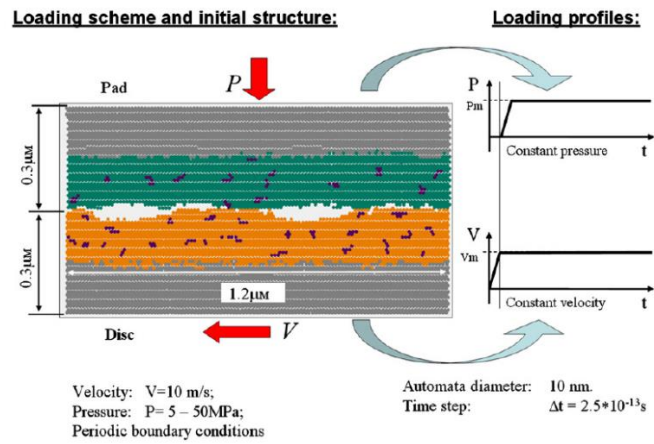 Loading scheme and initial structure:
Loading profiles:
Pad
P
P
Pm
Constant pressure
t
0.3μм
0.3μм
1.2μм
V
Vm
Constant velocity
t
Disc
V
Velocity: V=10 m/s;
Pressure: P= 5 – 50MPa;
Periodic boundary conditions
Automata diameter: 10 nm.
Time step: Δt = 2.5*10-13s